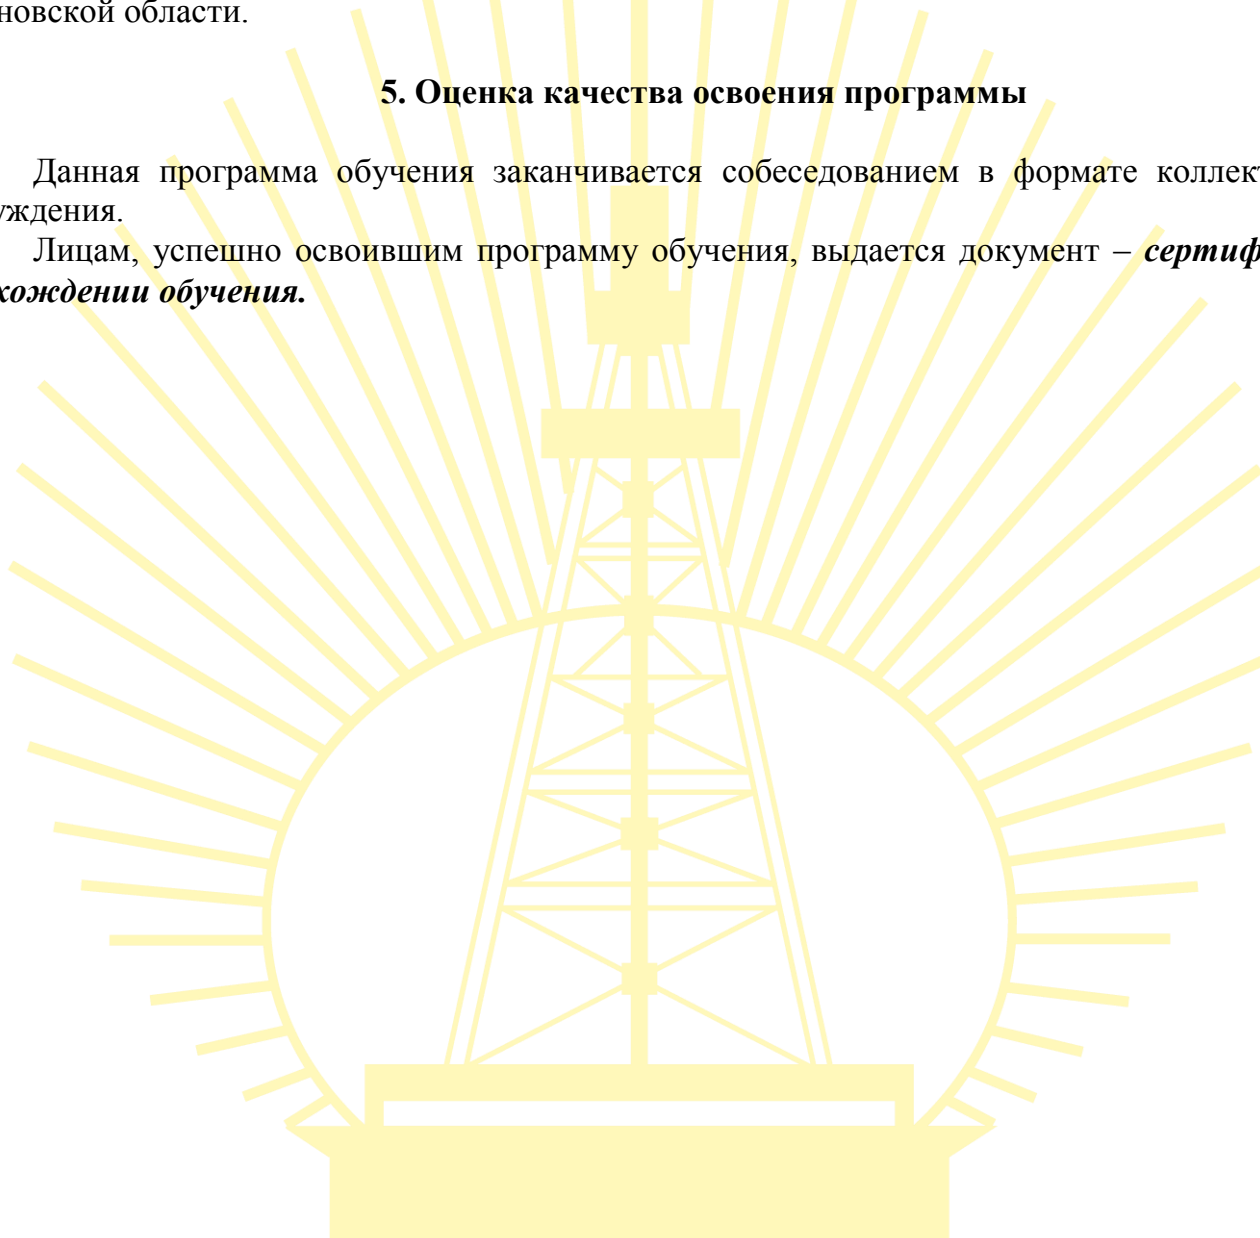 новской области.
5. Оценка качества освоения программы
Данная программа обучения заканчивается собеседованием в формате коллект
уждения.
Лицам, успешно освоившим программу обучения, выдается документ – сертиф
хождении обучения.